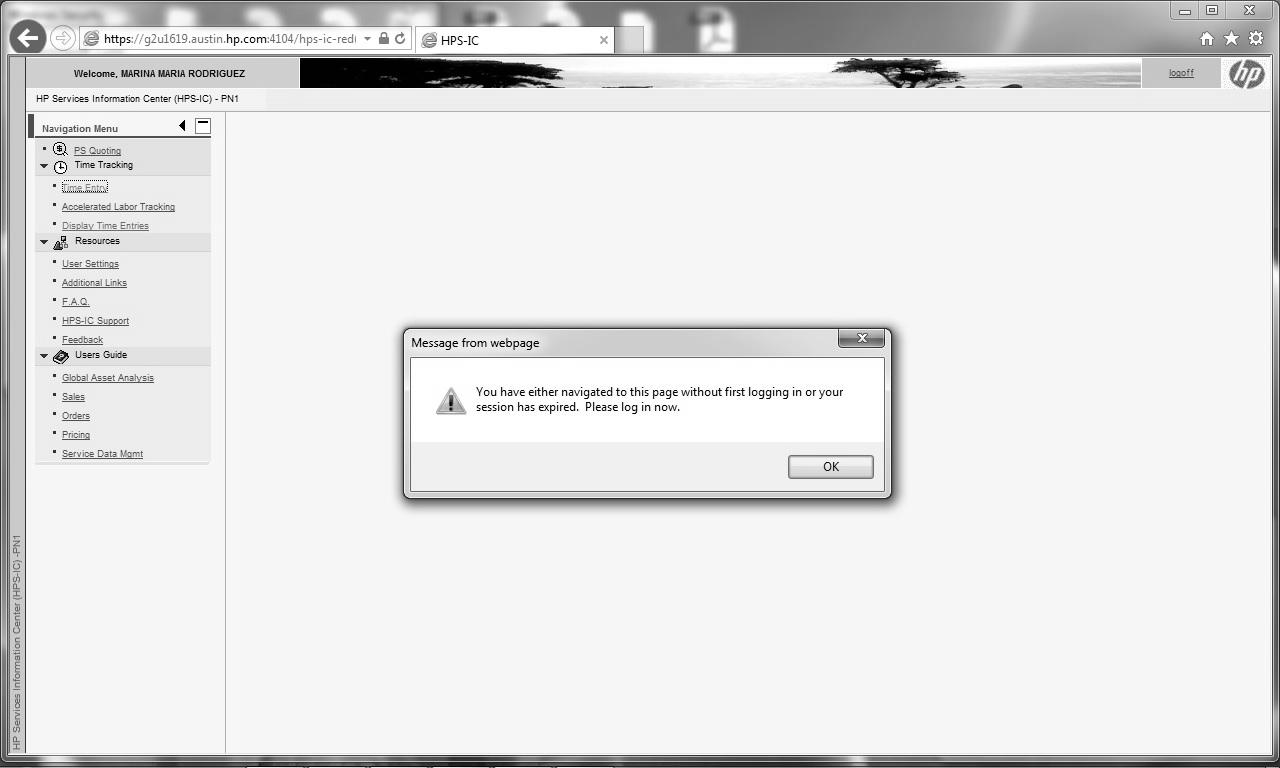 https://g2u1619.austin.hp.com:4104/hps-ic-red
HPS-IC
Welcome, MARINA MARIA RODRIGUEZ
logoff
hp
HP Services Information Center (HPS-IC) - PN1
Navigation Menu
PS Quoting
Time Tracking
Time Entry
Accelerated Labor Tracking
Display Time Entries
Resources
User Settings
Additional Links
F.A.Q.
HPS-IC Support
Feedback
Users Guide
Global Asset Analysis
Sales
Orders
Pricing
Service Data Mgmt
Message from webpage
You have either navigated to this page without first logging in or your
session has expired. Please log in now.
OK
HP Services Information Center (HPS-IC) -PN1